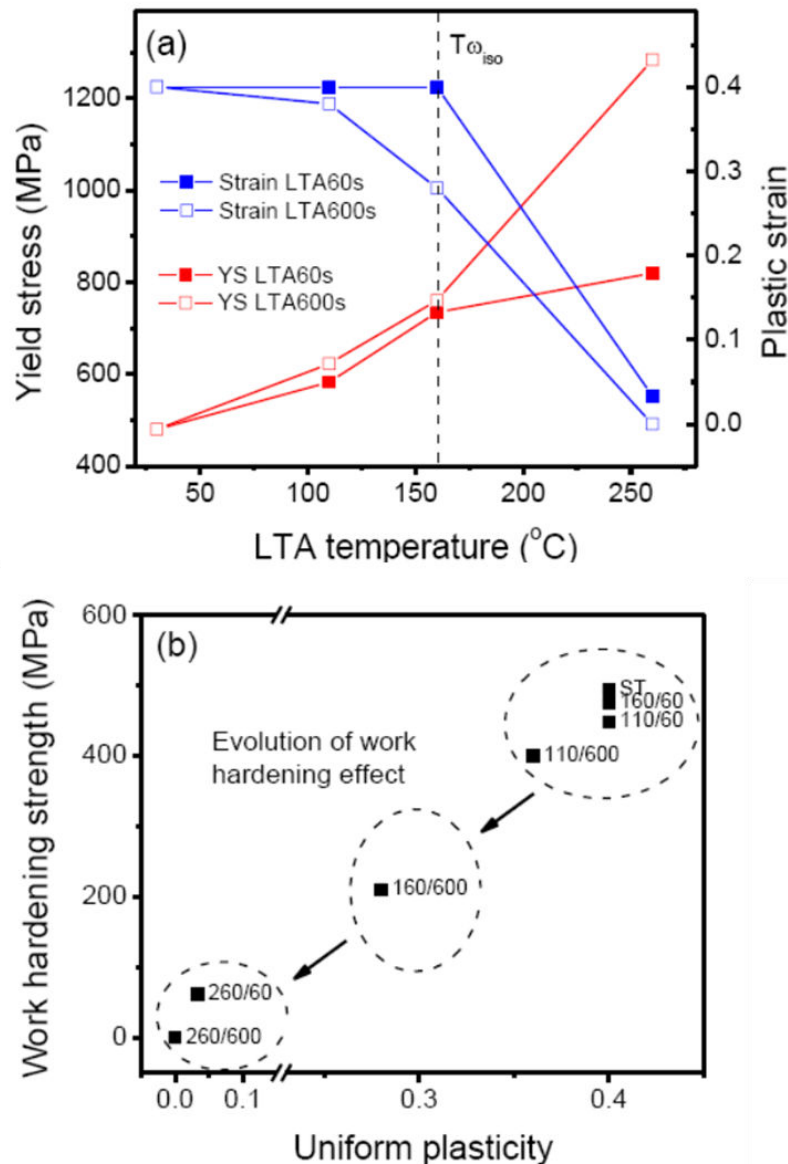 (a)
Tω_iso
1200
1000
800
600
400
Yield stress (MPa)
0.4
0.3
0.2
0.1
0.0
Plastic strain
Strain LTA60s
Strain LTA600s
YS LTA60s
YS LTA600s
50 100 150 200 250
LTA temperature (°C)
(b)
600
400
200
0
Work hardening strength (MPa)
ST
160/60
110/60
110/600
Evolution of work
hardening effect
160/600
260/60
260/600
0.0 0.1 0.3 0.4
Uniform plasticity